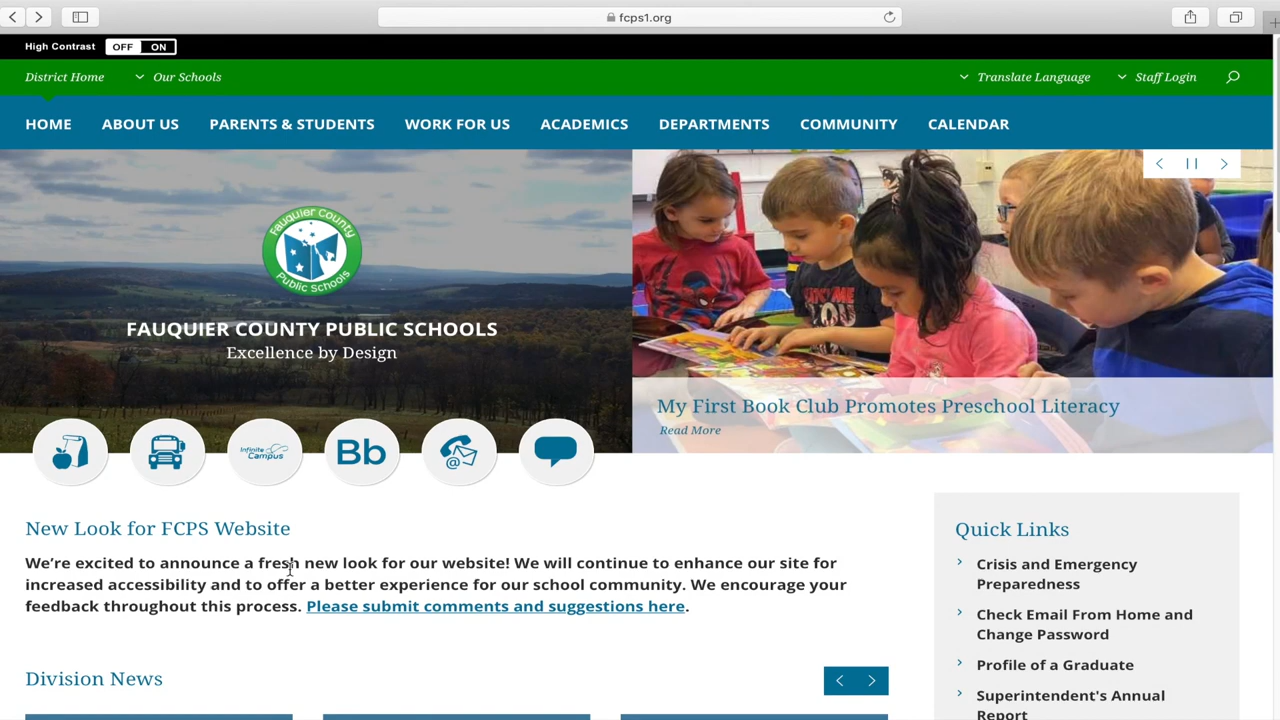 fcps1.org
High Contrast OFF ON
District Home Our Schools Translate Language Staff Login
HOME ABOUT US PARENTS & STUDENTS WORK FOR US ACADEMICS DEPARTMENTS COMMUNITY CALENDAR
Fauquier County
Public Schools
FAUQUIER COUNTY PUBLIC SCHOOLS
Excellence by Design
My First Book Club Promotes Preschool Literacy
Read More
Infinite
Campus
Bb
@
New Look for FCPS Website
We're excited to announce a fresh new look for our website! We will continue to enhance our site for
increased accessibility and to offer a better experience for our school community. We encourage your
feedback throughout this process. Please submit comments and suggestions here.
Division News
Quick Links
Crisis and Emergency
Preparedness
Check Email From Home and
Change Password
Profile of a Graduate
Superintendent's Annual
Report